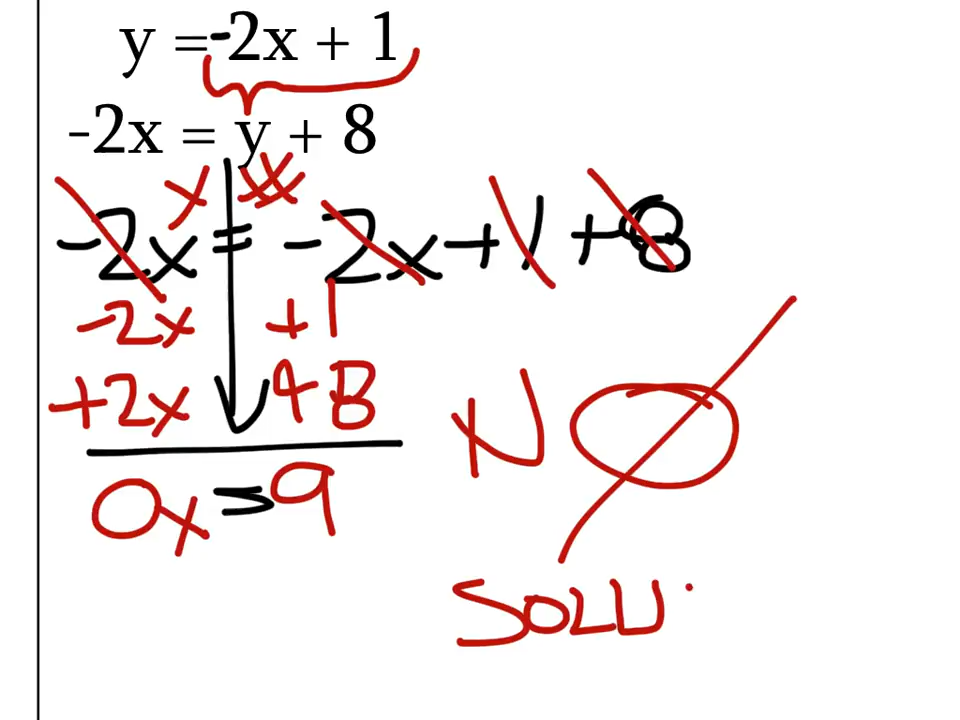 y = -2x + 1
-2x = y + 8
x
-2x = -2x + 1 + 8
-2x +1
+2x +8
0x = 9
NO
SOLU